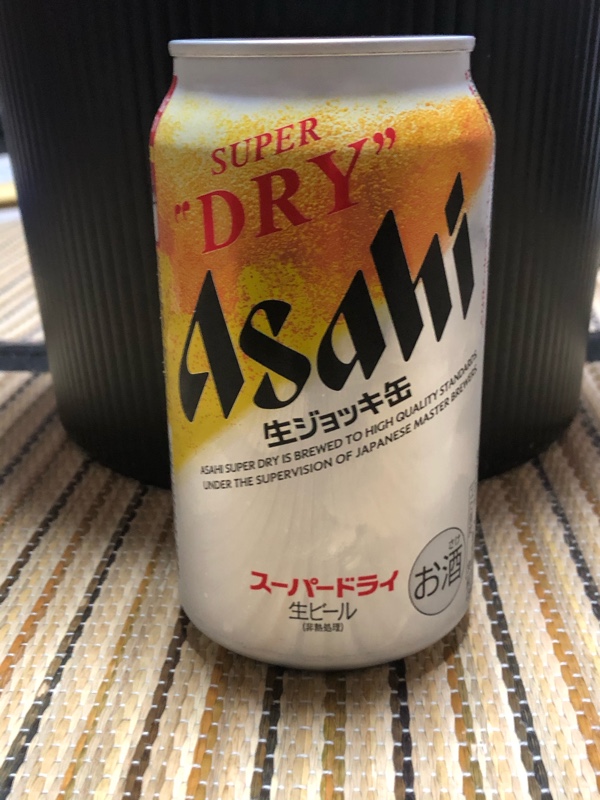 SUPER
"DRY"
Asahi
生ジョッキ缶
ASAHI SUPER DRY IS BREWED TO HIGH QUALITY STANDARDS
UNDER THE SUPERVISION OF JAPANESE MASTER BREWERS
スーパードライ
生ビール
(非熱処理)
さけ
お酒